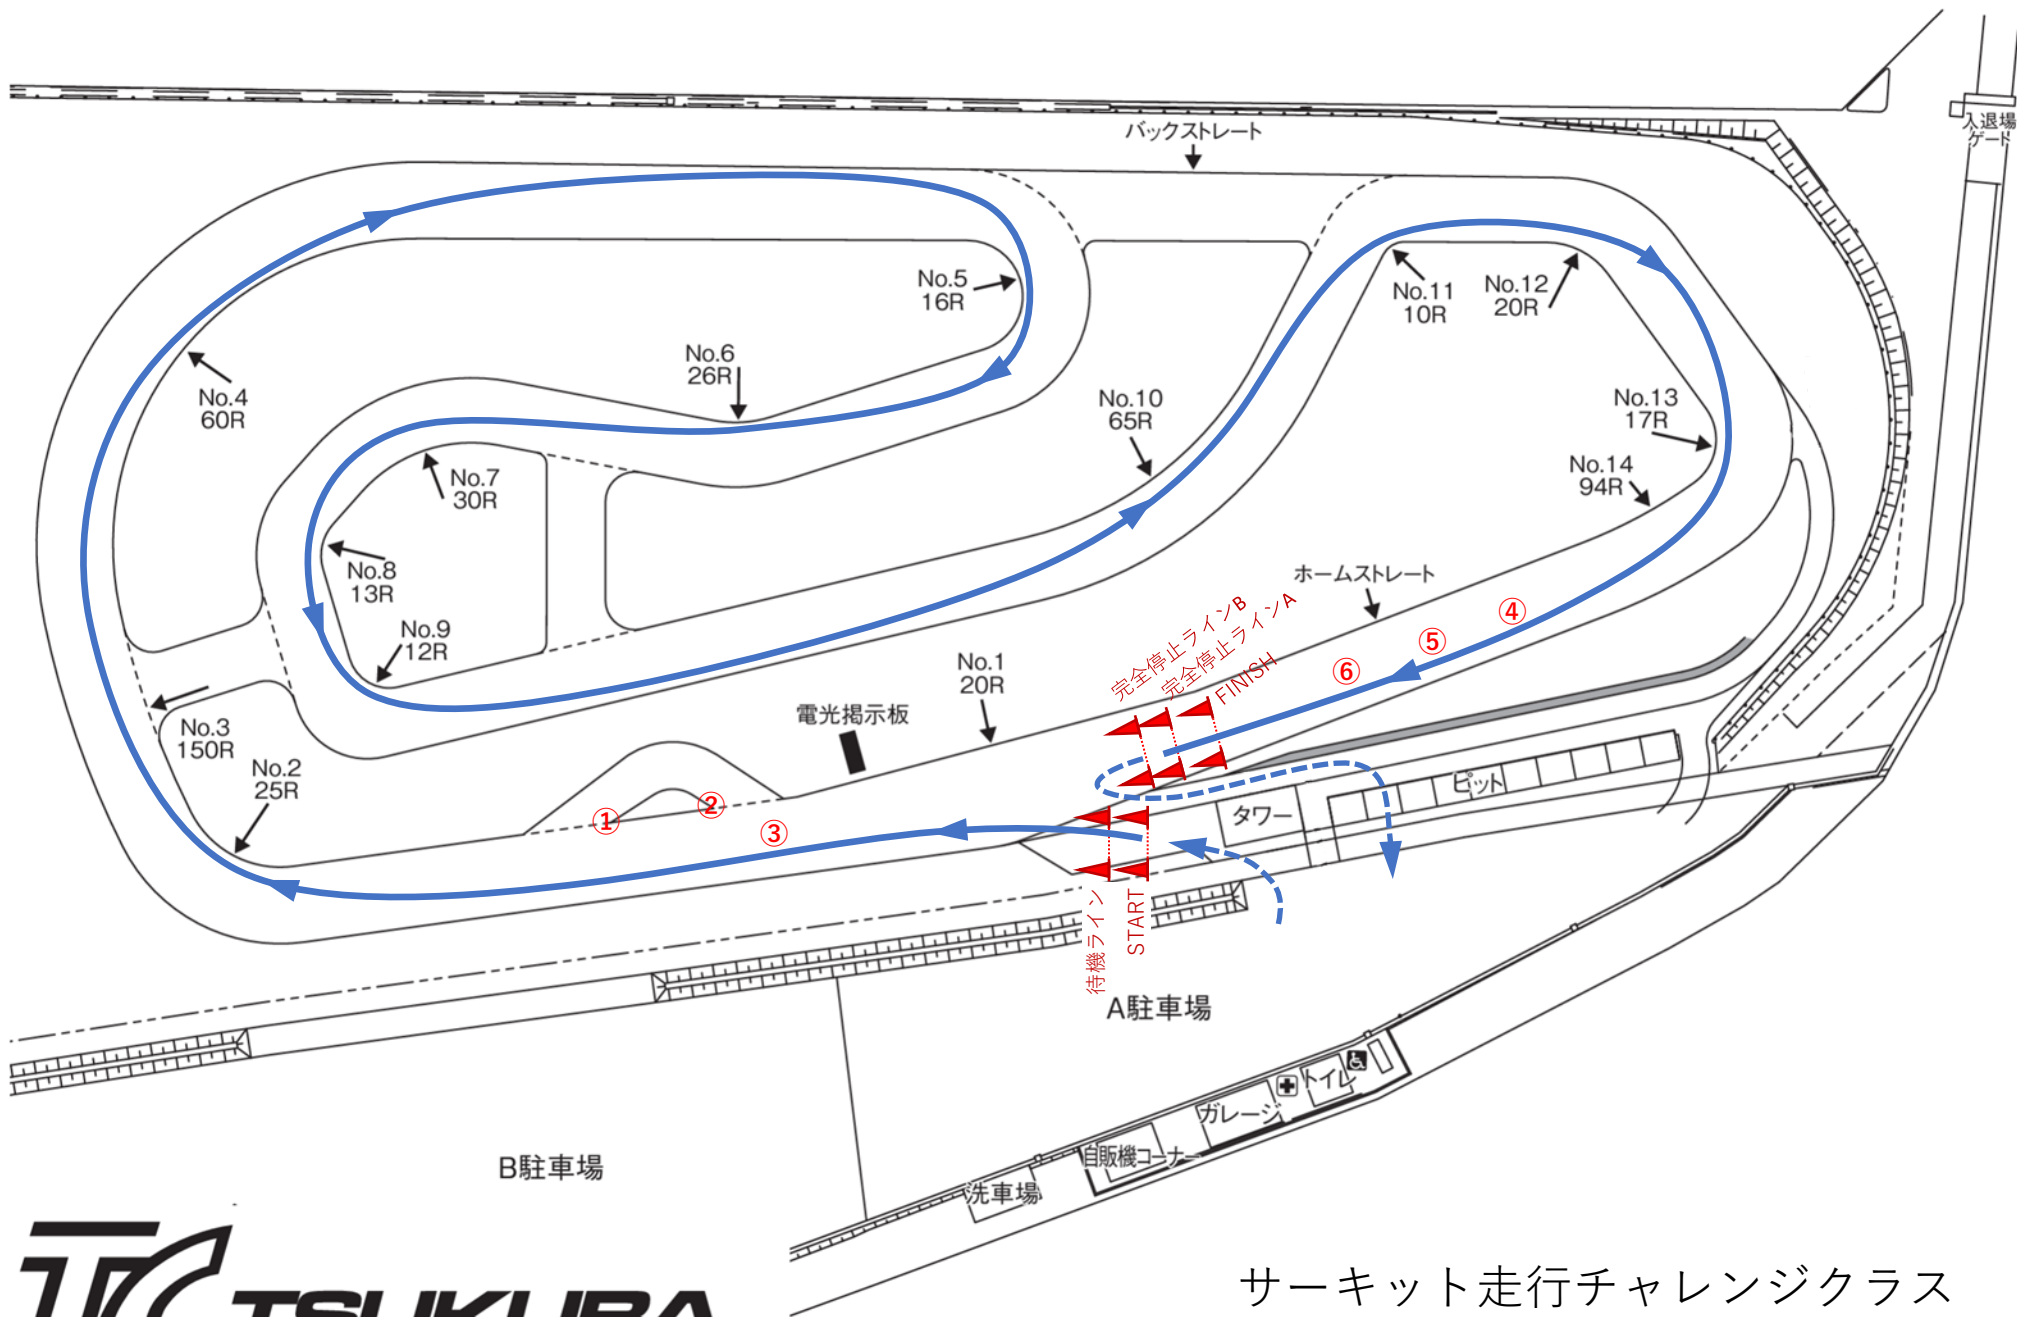 バックストレート
入退場
ゲート
No.5
16R
No.11
10R
No.12
20R
No.6
26R
No.4
60R
No.10
65R
No.13
17R
No.7
30R
No.14
94R
No.8
13R
ホームストレート
完全停止ラインB
完全停止ラインA
FINISH
④
⑤
⑥
No.9
12R
No.1
20R
電光掲示板
No.3
150R
No.2
25R
①
②
③
ピット
タワー
待機ライン
START
A駐車場
トイレ
ガレージ
自販機コーナー
洗車場
B駐車場
TC
TSUKUBA
サーキット走行チャレンジクラス